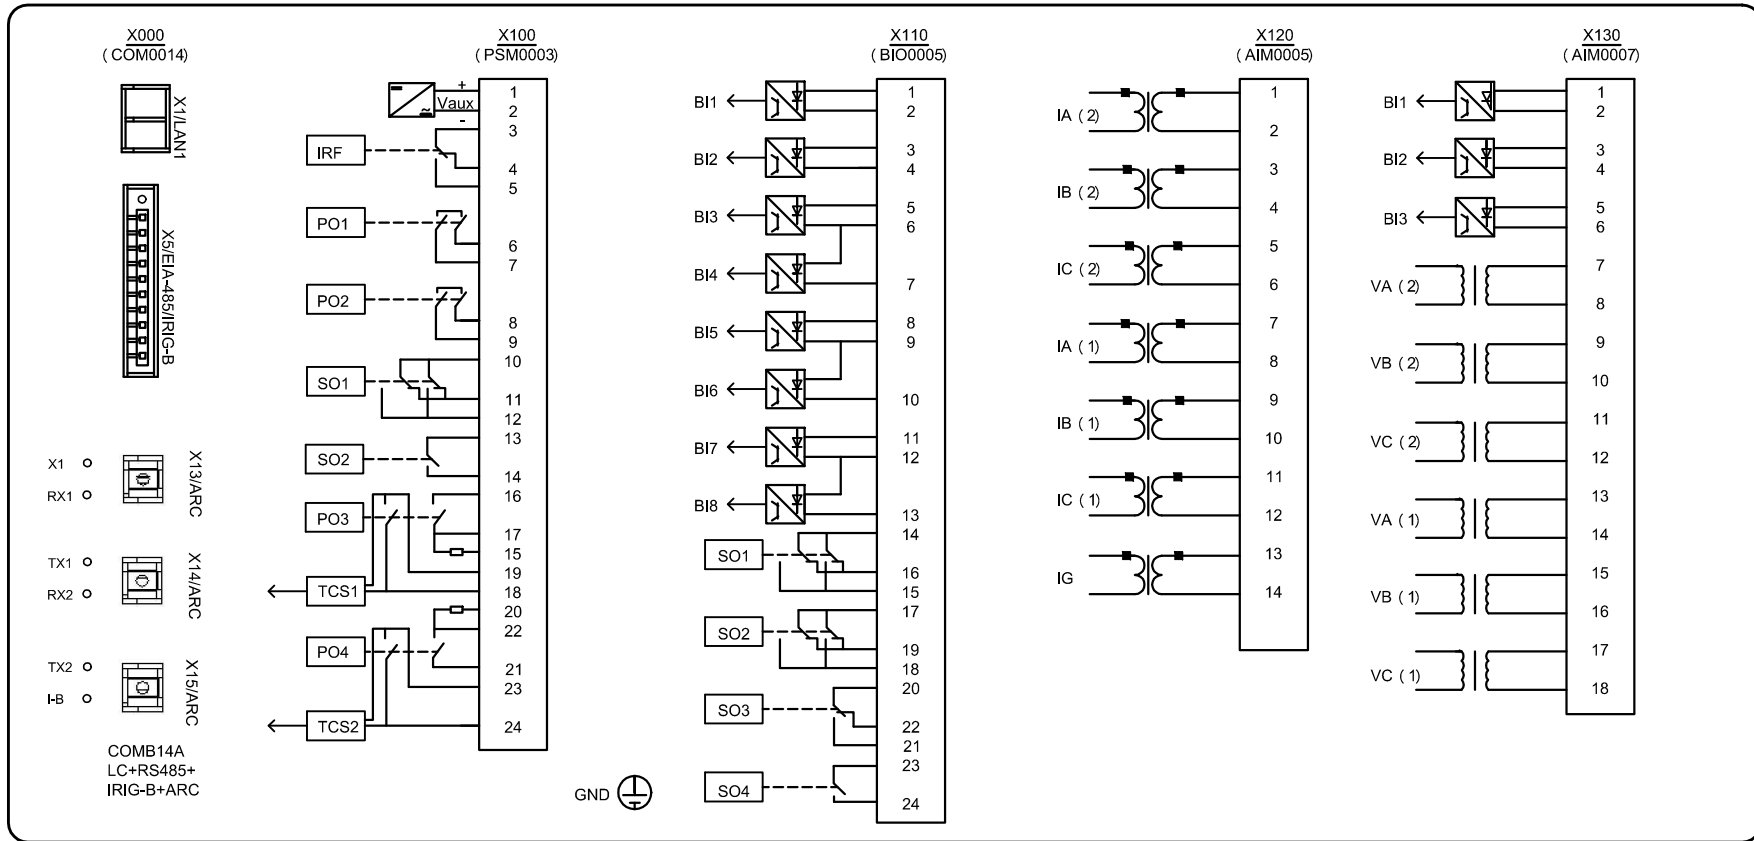 X000
( COM0014)
X1/LAN1
X5/EIA-485/IRIG-B
X1
RX1
X13/ARC
TX1
RX2
X14/ARC
TX2
I-B
X15/ARC
COMB14A
LC+RS485+
IRIG-B+ARC
X100
( PSM0003)
+
Vaux
-
≂
1
2
3
IRF
4
5
PO1
6
7
PO2
8
9
10
SO1
11
12
13
SO2
14
16
PO3
17
15
19
TCS1
18
20
22
PO4
21
23
TCS2
24
GND
X110
( BIO0005)
BI1
1
2
BI2
3
4
BI3
5
6
BI4
7
BI5
8
9
BI6
10
BI7
11
12
BI8
13
14
SO1
16
15
17
SO2
19
18
20
SO3
22
21
23
SO4
24
X120
( AIM0005)
1
IA ( 2)
2
3
IB ( 2)
4
5
IC ( 2)
6
7
IA ( 1)
8
9
IB ( 1)
10
11
IC ( 1)
12
13
IG
14
X130
( AIM0007)
BI1
1
2
BI2
3
4
BI3
5
6
7
VA ( 2)
8
9
VB ( 2)
10
11
VC ( 2)
12
13
VA ( 1)
14
15
VB ( 1)
16
17
VC ( 1)
18